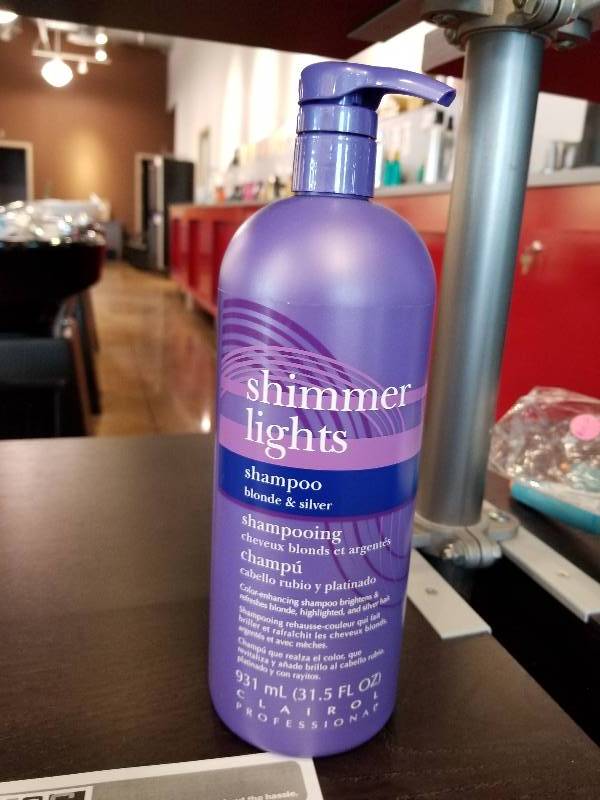 shimmer
lights
shampoo
blonde & silver
shampooing
cheveux blonds et argentés
champú
cabello rubio y platinado
Color-enhancing shampoo brightens &
refreshes blonde, highlighted, and silver hair
Shampooing rehausse-couleur qui fait
briller et rafraîchit les cheveux blonds,
argentés et avec mèches.
Champú que realza el color, que
revitaliza y añade brillo al cabello rubio,
platinado y con rayitos.
931 mL (31.5 FL OZ)
CLAIROL
PROFESSIONAL
the hassle.